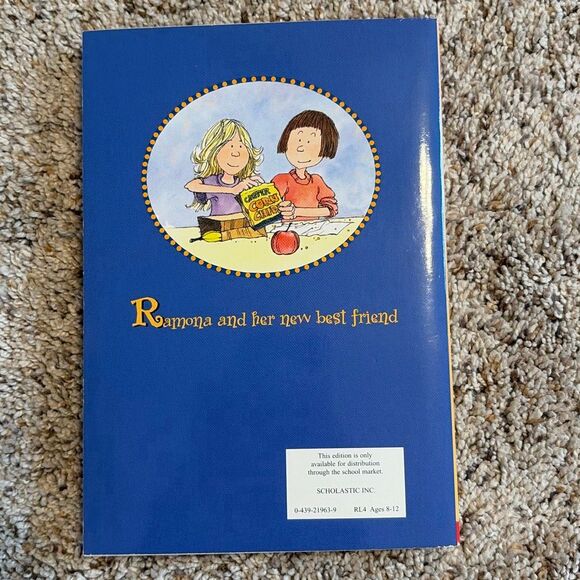 JUMPER
CORN
CHIPS
Ramona and her new best friend
This edition is only
available for distribution
through the school market.
SCHOLASTIC INC.
0-439-21963-9 RL4 Ages 8-12